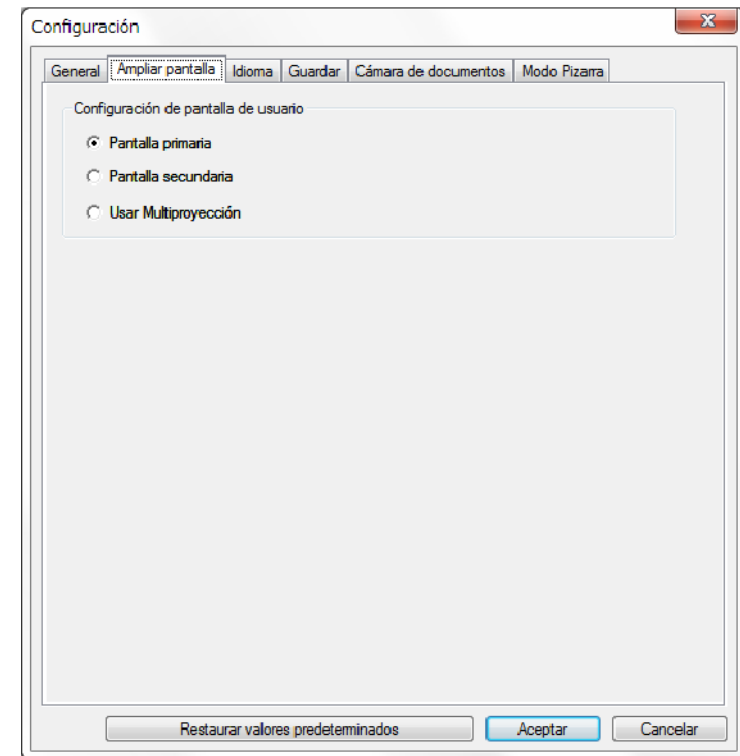 Configuración
General Ampliar pantalla Idioma Guardar Cámara de documentos Modo Pizarra
Configuración de pantalla de usuario
Pantalla primaria
Pantalla secundaria
Usar Multiproyección
Restaurar valores predeterminados Aceptar Cancelar